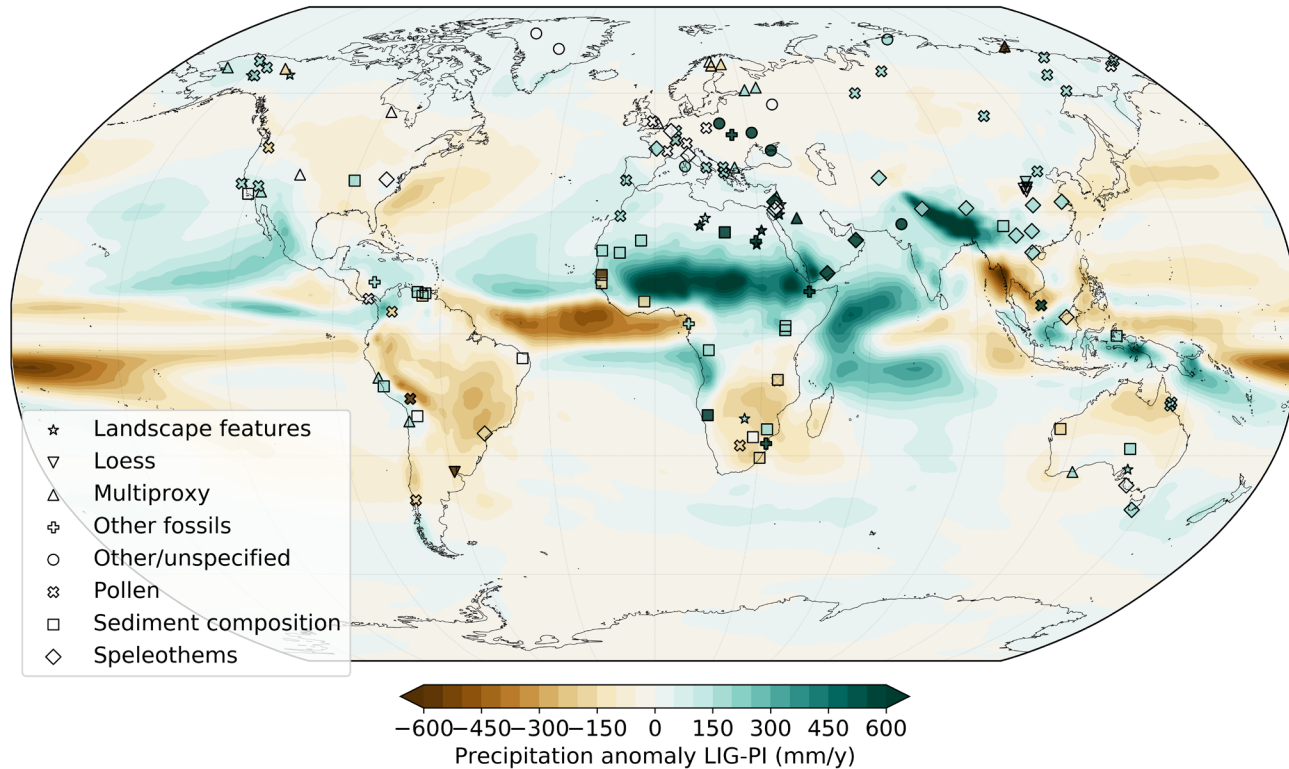 Landscape features
Loess
Multiproxy
Other fossils
Other/unspecified
Pollen
Sediment composition
Speleothems
−600 −450 −300 −150 0 150 300 450 600
Precipitation anomaly LIG-PI (mm/y)